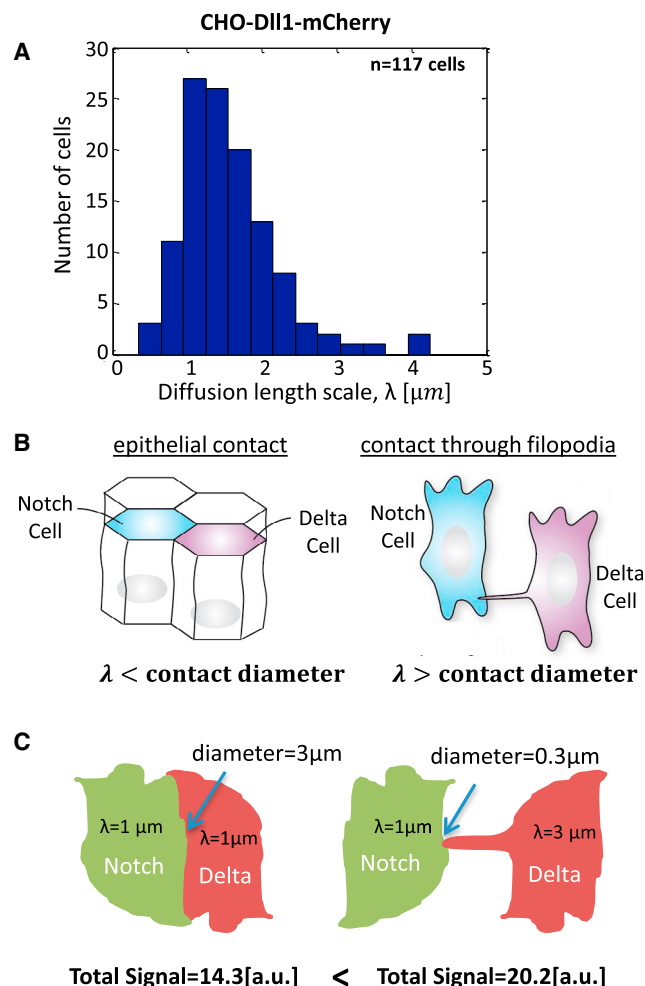 CHO-Dll1-mCherry
A
n=117 cells
30
25
20
15
10
5
0
Number of cells
0 1 2 3 4 5
Diffusion length scale, λ [μm]
B
epithelial contact
contact through filopodia
Notch
Cell
Delta
Cell
Notch
Cell
Delta
Cell
λ < contact diameter
λ > contact diameter
C
diameter=3μm
diameter=0.3μm
λ=1 μm
λ=1μm
Notch
Delta
λ=1μm
λ=3 μm
Notch
Delta
Total Signal=14.3[a.u.] < Total Signal=20.2[a.u.]